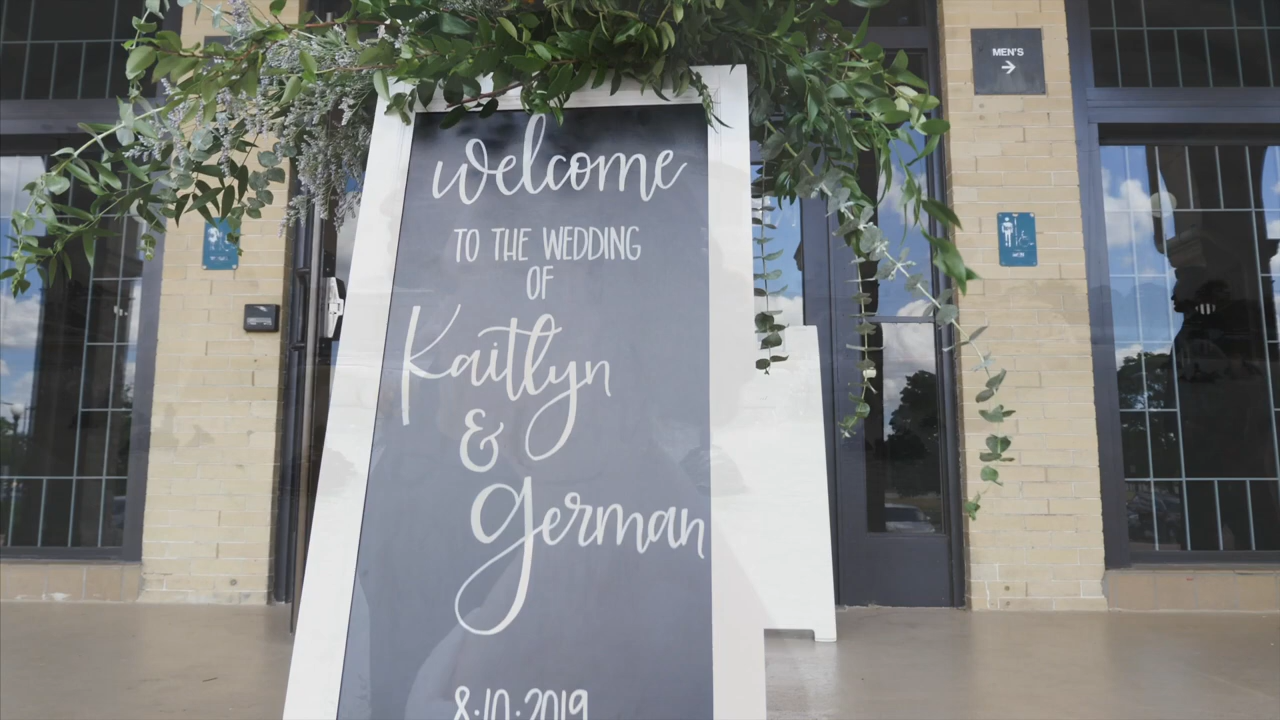 welcome
TO THE WEDDING
OF
Kaitlyn
&
German
8·10·2019
MEN'S
→